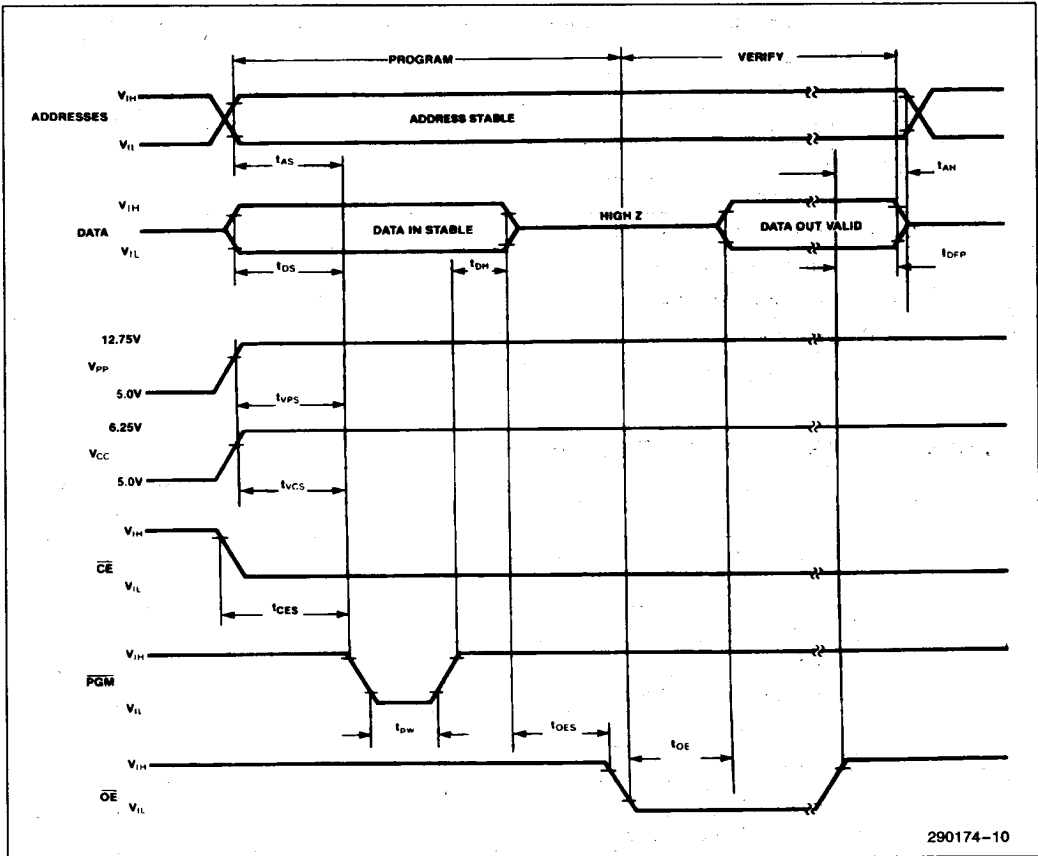 PROGRAM
VERIFY
VIH
ADDRESSES
ADDRESS STABLE
VIL
tAS
tAH
VIH
HIGH Z
DATA
DATA IN STABLE
DATA OUT VALID
VIL
tDS
tDH
tDFP
12.75V
VPP
5.0V
tVPS
6.25V
VCC
5.0V
tVCS
VIH
CE
VIL
tCES
VIH
PGM
VIL
tPW
tOES
tOE
VIH
OE
VIL
290174-10